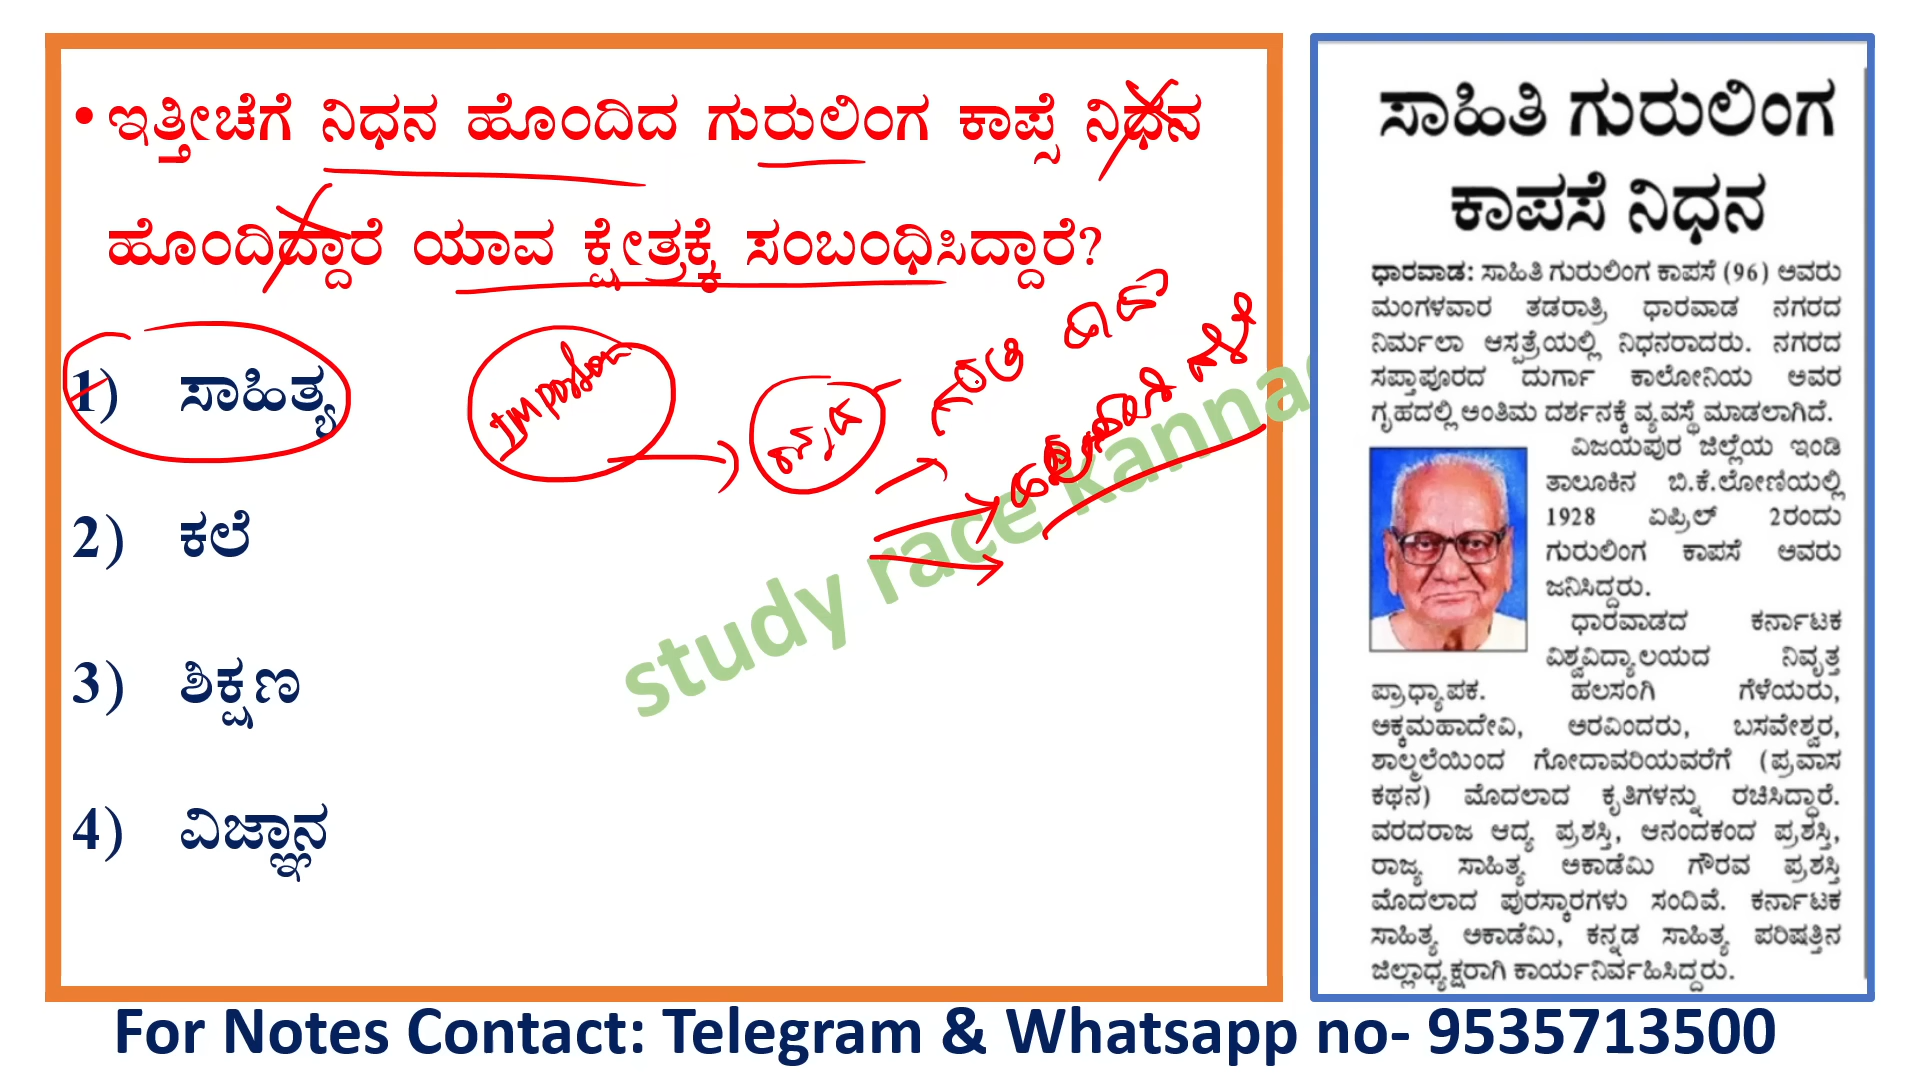 • ಇತ್ತೀಚೆಗೆ ನಿಧನ ಹೊಂದಿದ ಗುರುಲಿಂಗ ಕಾಪ್ಸೆ ನಿಧನ
ಹೊಂದಿದ್ದಾರೆ ಯಾವ ಕ್ಷೇತ್ರಕ್ಕೆ ಸಂಬಂಧಿಸಿದ್ದಾರೆ?
1) ಸಾಹಿತ್ಯ
2) ಕಲೆ
3) ಶಿಕ್ಷಣ
4) ವಿಜ್ಞಾನ
study race kanna
ಸಾಹಿತಿ ಗುರುಲಿಂಗ
ಕಾಪಸೆ ನಿಧನ
ಧಾರವಾಡ: ಸಾಹಿತಿ ಗುರುಲಿಂಗ ಕಾಪಸೆ (96) ಅವರು
ಮಂಗಳವಾರ ತಡರಾತ್ರಿ ಧಾರವಾಡ ನಗರದ
ನಿರ್ಮಲಾ ಆಸ್ಪತ್ರೆಯಲ್ಲಿ ನಿಧನರಾದರು. ನಗರದ
ಸಪ್ತಾಪೂರದ ದುರ್ಗಾ ಕಾಲೋನಿಯ ಅವರ
ಗೃಹದಲ್ಲಿ ಅಂತಿಮ ದರ್ಶನಕ್ಕೆ ವ್ಯವಸ್ಥೆ ಮಾಡಲಾಗಿದೆ.
ವಿಜಯಪುರ ಜಿಲ್ಲೆಯ ಇಂಡಿ
ತಾಲೂಕಿನ ಬಿ.ಕೆ.ಲೋಣಿಯಲ್ಲಿ
1928 ಏಪ್ರಿಲ್ 2ರಂದು
ಗುರುಲಿಂಗ ಕಾಪಸೆ ಅವರು
ಜನಿಸಿದ್ದರು.
ಧಾರವಾಡದ ಕರ್ನಾಟಕ
ವಿಶ್ವವಿದ್ಯಾಲಯದ ನಿವೃತ್ತ
ಪ್ರಾಧ್ಯಾಪಕ. ಹಲಸಂಗಿ ಗೆಳೆಯರು,
ಅಕ್ಕಮಹಾದೇವಿ, ಅರವಿಂದರು, ಬಸವೇಶ್ವರ,
ಶಾಲ್ಮಲೆಯಿಂದ ಗೋದಾವರಿಯವರೆಗೆ (ಪ್ರವಾಸ
ಕಥನ) ಮೊದಲಾದ ಕೃತಿಗಳನ್ನು ರಚಿಸಿದ್ದಾರೆ.
ವರದರಾಜ ಆದ್ಯ ಪ್ರಶಸ್ತಿ, ಆನಂದಕಂದ ಪ್ರಶಸ್ತಿ,
ರಾಜ್ಯ ಸಾಹಿತ್ಯ ಅಕಾಡೆಮಿ ಗೌರವ ಪ್ರಶಸ್ತಿ
ಮೊದಲಾದ ಪುರಸ್ಕಾರಗಳು ಸಂದಿವೆ. ಕರ್ನಾಟಕ
ಸಾಹಿತ್ಯ ಅಕಾಡೆಮಿ, ಕನ್ನಡ ಸಾಹಿತ್ಯ ಪರಿಷತ್ತಿನ
ಜಿಲ್ಲಾಧ್ಯಕ್ಷರಾಗಿ ಕಾರ್ಯನಿರ್ವಹಿಸಿದ್ದರು.
For Notes Contact: Telegram & Whatsapp no- 9535713500